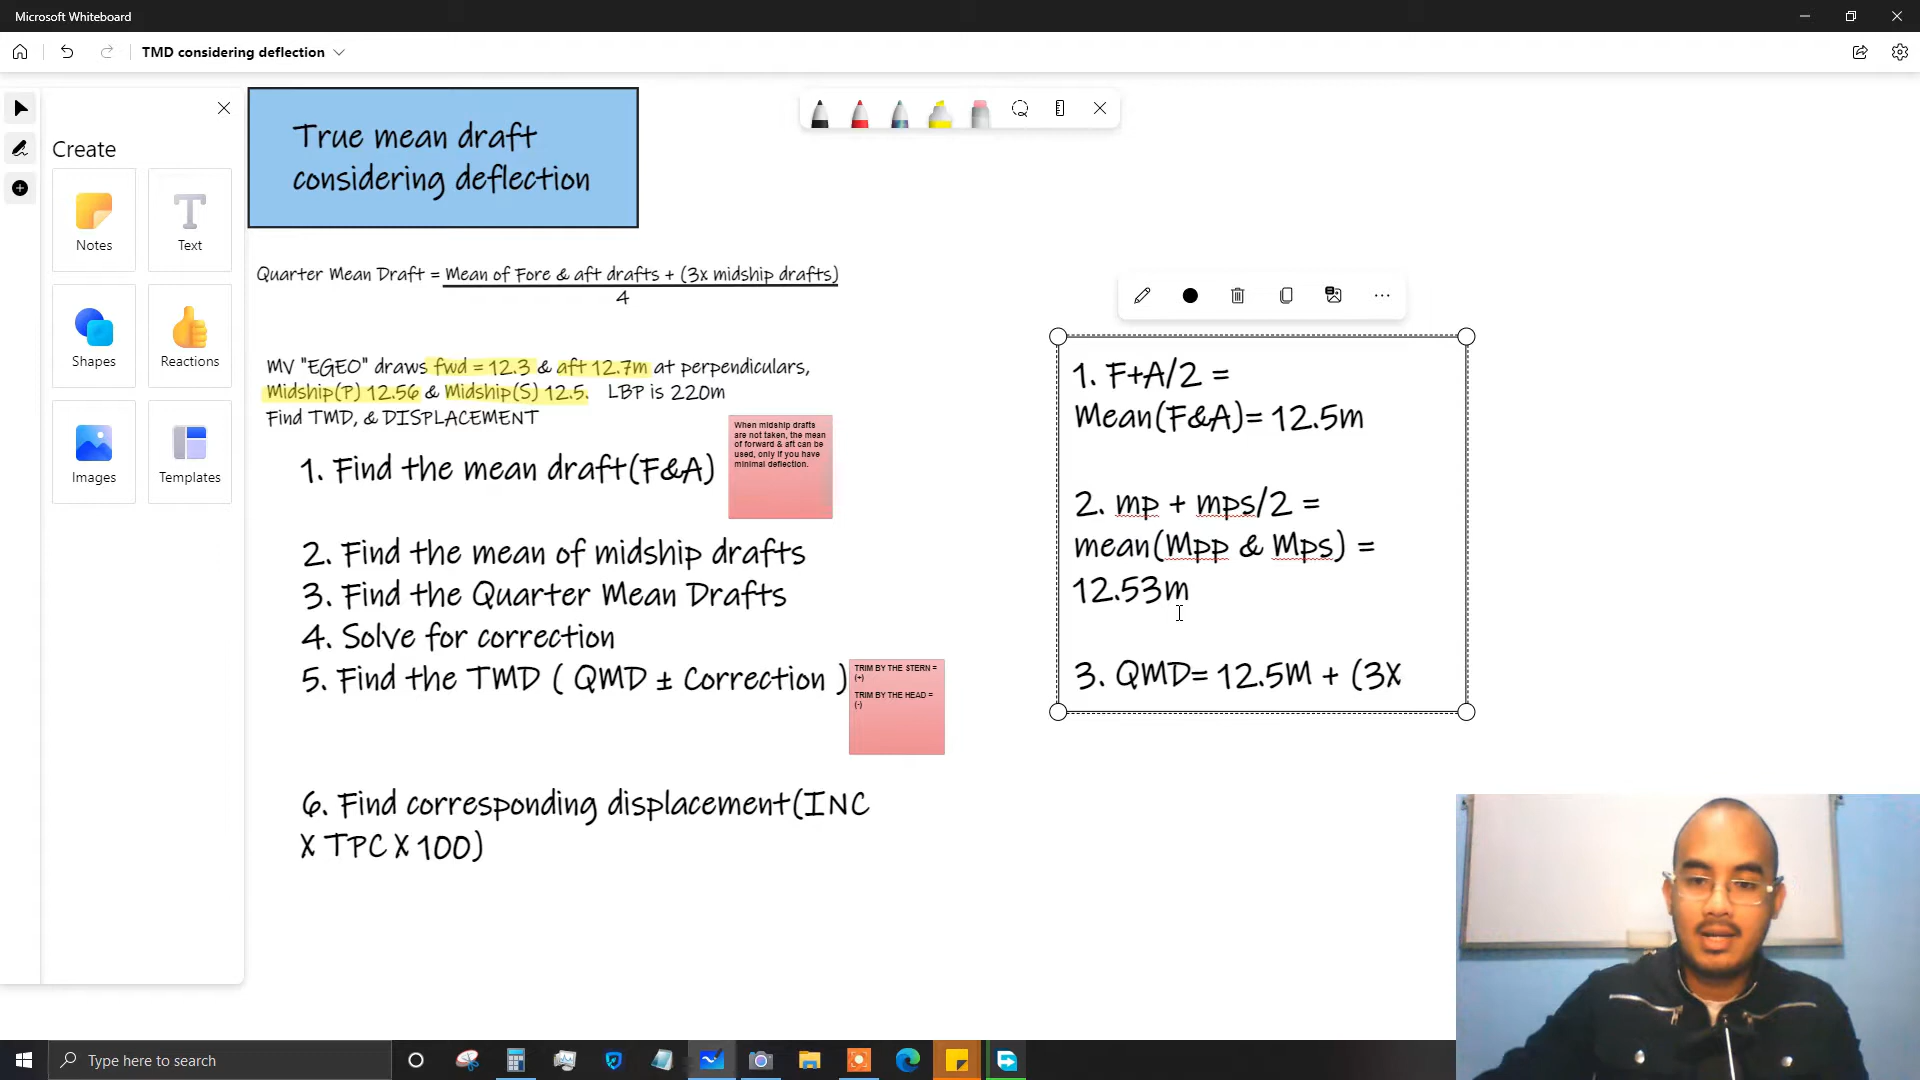 Microsoft Whiteboard
TMD considering deflection
Create
Notes
Text
Shapes
Reactions
Images
Templates
True mean draft
considering deflection
Quarter Mean Draft = Mean of Fore & aft drafts + (3x midship drafts)
4
MV "EGEO" draws fwd = 12.3 & aft 12.7m at perpendiculars,
Midship(P) 12.56 & Midship(S) 12.5. LBP is 220m
Find TMD, & DISPLACEMENT
1. Find the mean draft(F&A)
When midship drafts
are not taken, the mean
of forward & aft can be
used, only if you have
minimal deflection.
2. Find the mean of midship drafts
3. Find the Quarter Mean Drafts
4. Solve for correction
5. Find the TMD ( QMD ± Correction )
TRIM BY THE STERN =
(+)
TRIM BY THE HEAD =
(-)
6. Find corresponding displacement(INC
X TPC X 100)
1. F+A/2 =
Mean(F&A)= 12.5m
2. mp + mps/2 =
mean(Mpp & Mps) =
12.53m
3. QMD= 12.5M + (3X
Type here to search